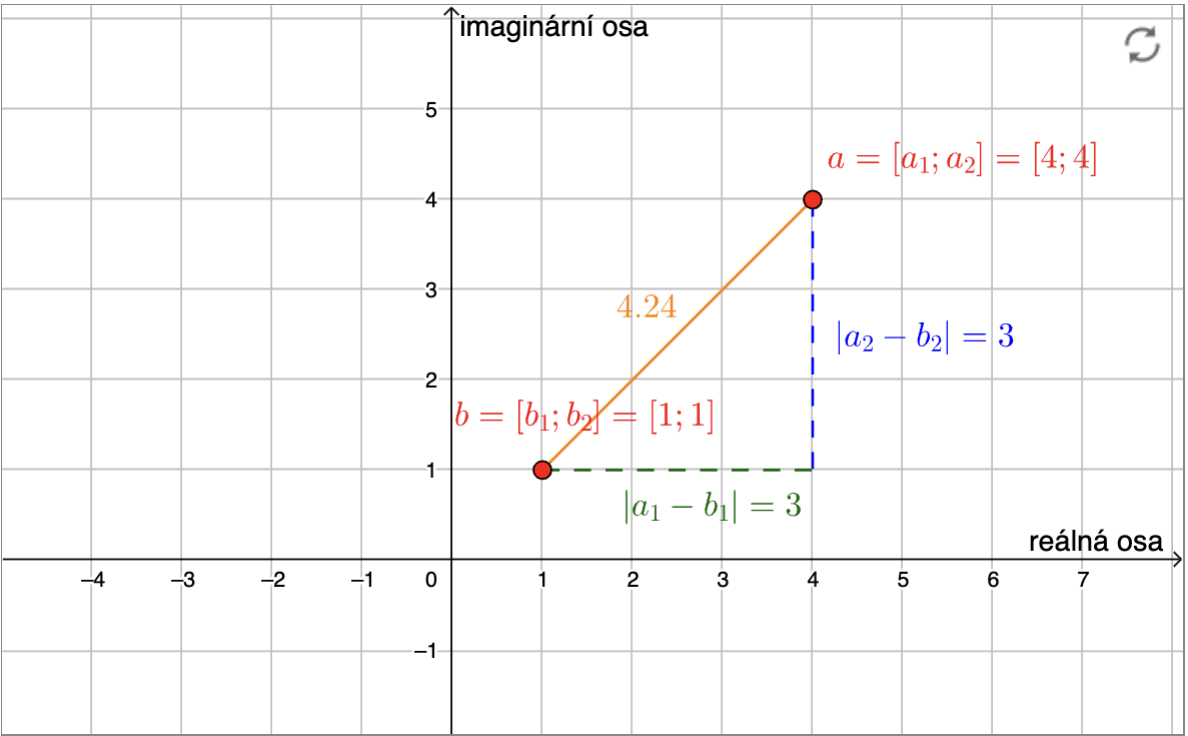 imaginární osa
5
a = [a₁; a₂] = [4; 4]
4
3
4.24
|a₂ − b₂| = 3
2
b = [b₁; b₂] = [1; 1]
1
|a₁ − b₁| = 3
reálná osa
–4 –3 –2 –1 0 1 2 3 4 5 6 7
–1